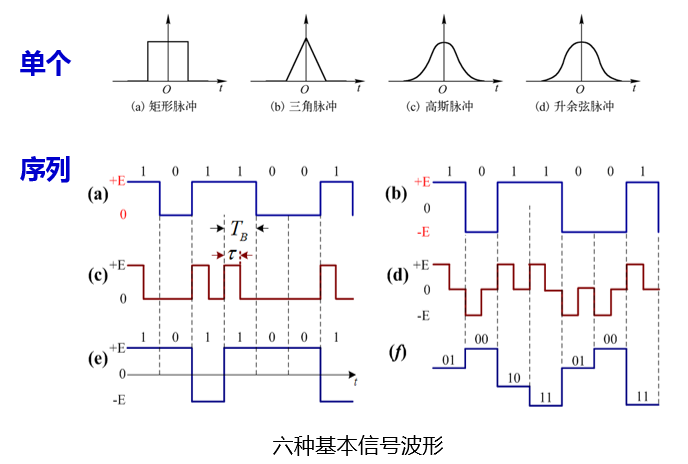 单个
O t O t O t O t
(a) 矩形脉冲 (b) 三角脉冲 (c) 高斯脉冲 (d) 升余弦脉冲
序列
1 0 1 1 0 0 1
(a) +E
0
1 0 1 1 0 0 1
(b) +E
0
-E
T_B
τ
(c) +E
0
(d) +E
0
-E
1 0 1 1 0 0 1
(e) +E
0 t
-E
(f) 01 00 10 11 01 00 11
六种基本信号波形